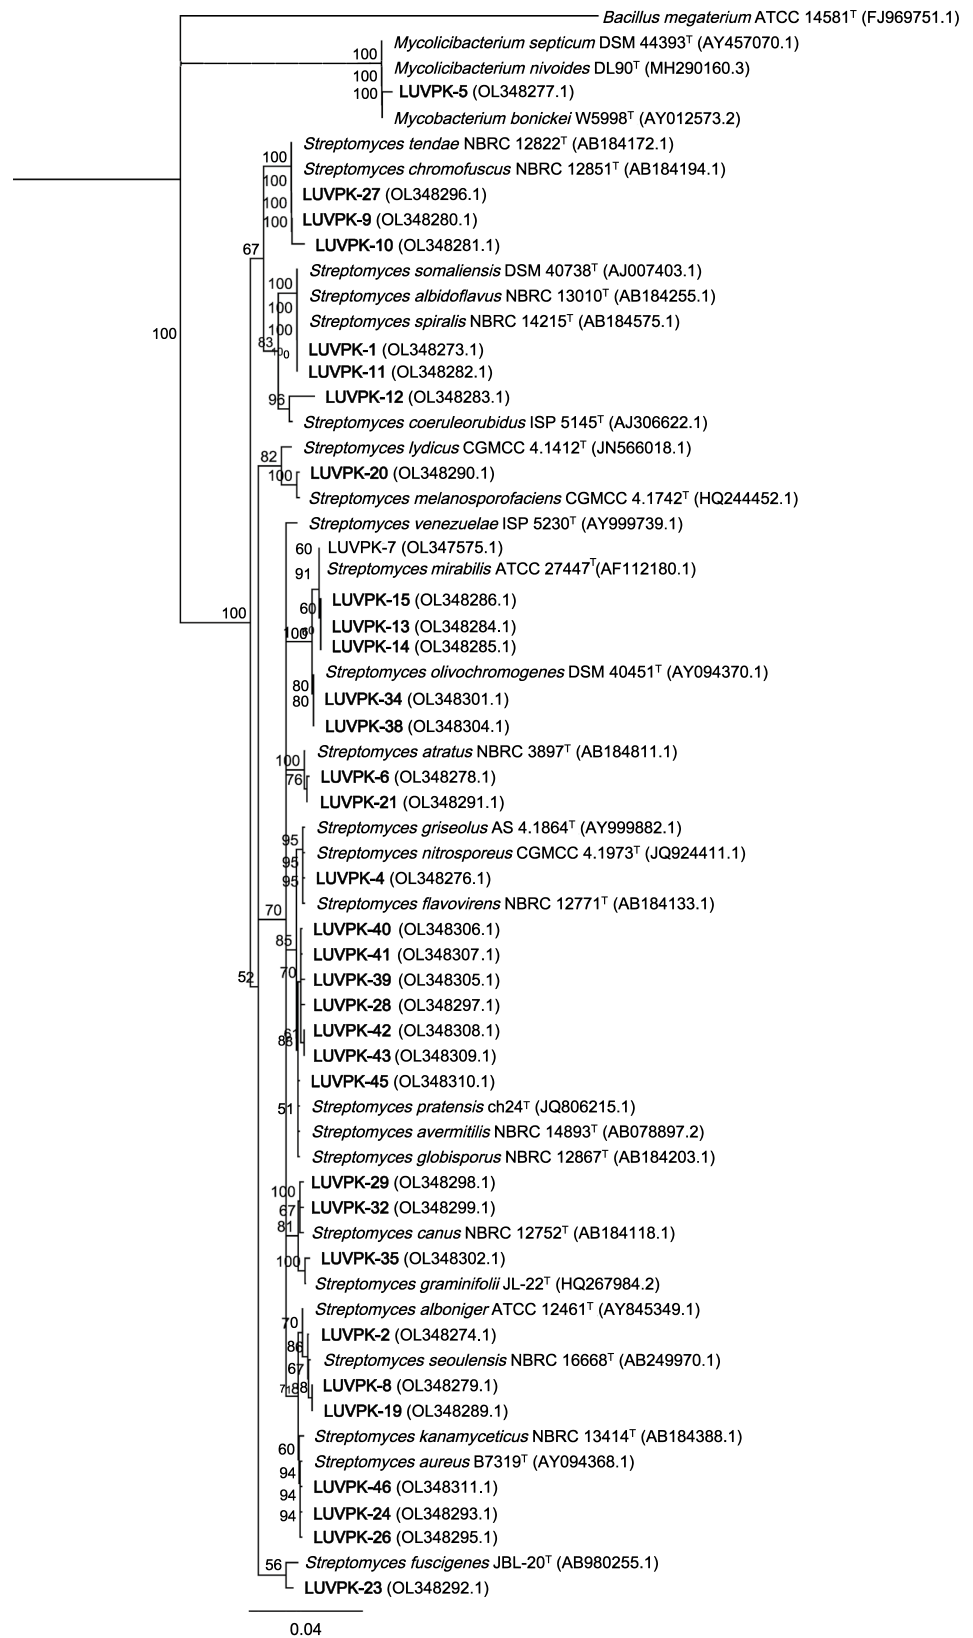 Bacillus megaterium ATCC 14581T (FJ969751.1)
Mycolicibacterium septicum DSM 44393T (AY457070.1)
100
Mycolicibacterium nivoides DL90T (MH290160.3)
100
100 LUVPK-5 (OL348277.1)
Mycobacterium bonickei W5998T (AY012573.2)
Streptomyces tendae NBRC 12822T (AB184172.1)
100
Streptomyces chromofuscus NBRC 12851T (AB184194.1)
100
LUVPK-27 (OL348296.1)
100
100 LUVPK-9 (OL348280.1)
67 LUVPK-10 (OL348281.1)
Streptomyces somaliensis DSM 40738T (AJ007403.1)
100
Streptomyces albidoflavus NBRC 13010T (AB184255.1)
100
Streptomyces spiralis NBRC 14215T (AB184575.1)
100
100
83 100 LUVPK-1 (OL348273.1)
LUVPK-11 (OL348282.1)
96 LUVPK-12 (OL348283.1)
Streptomyces coeruleorubidus ISP 5145T (AJ306622.1)
Streptomyces lydicus CGMCC 4.1412T (JN566018.1)
82
100 LUVPK-20 (OL348290.1)
Streptomyces melanosporofaciens CGMCC 4.1742T (HQ244452.1)
Streptomyces venezuelae ISP 5230T (AY999739.1)
60 LUVPK-7 (OL347575.1)
91 Streptomyces mirabilis ATCC 27447T(AF112180.1)
LUVPK-15 (OL348286.1)
60
100
100 60 LUVPK-13 (OL348284.1)
LUVPK-14 (OL348285.1)
Streptomyces olivochromogenes DSM 40451T (AY094370.1)
80
80 LUVPK-34 (OL348301.1)
LUVPK-38 (OL348304.1)
Streptomyces atratus NBRC 3897T (AB184811.1)
100
76 LUVPK-6 (OL348278.1)
LUVPK-21 (OL348291.1)
Streptomyces griseolus AS 4.1864T (AY999882.1)
95
Streptomyces nitrosporeus CGMCC 4.1973T (JQ924411.1)
95
95 LUVPK-4 (OL348276.1)
Streptomyces flavovirens NBRC 12771T (AB184133.1)
70
LUVPK-40 (OL348306.1)
85
LUVPK-41 (OL348307.1)
70
52 LUVPK-39 (OL348305.1)
LUVPK-28 (OL348297.1)
61 LUVPK-42 (OL348308.1)
88
LUVPK-43 (OL348309.1)
LUVPK-45 (OL348310.1)
51 Streptomyces pratensis ch24T (JQ806215.1)
Streptomyces avermitilis NBRC 14893T (AB078897.2)
Streptomyces globisporus NBRC 12867T (AB184203.1)
LUVPK-29 (OL348298.1)
100
67 LUVPK-32 (OL348299.1)
81
Streptomyces canus NBRC 12752T (AB184118.1)
100 LUVPK-35 (OL348302.1)
Streptomyces graminifolii JL-22T (HQ267984.2)
Streptomyces alboniger ATCC 12461T (AY845349.1)
70
LUVPK-2 (OL348274.1)
86
Streptomyces seoulensis NBRC 16668T (AB249970.1)
67
71 88 LUVPK-8 (OL348279.1)
LUVPK-19 (OL348289.1)
Streptomyces kanamyceticus NBRC 13414T (AB184388.1)
60
Streptomyces aureus B7319T (AY094368.1)
94
LUVPK-46 (OL348311.1)
94
94 LUVPK-24 (OL348293.1)
LUVPK-26 (OL348295.1)
56 Streptomyces fuscigenes JBL-20T (AB980255.1)
LUVPK-23 (OL348292.1)
0.04